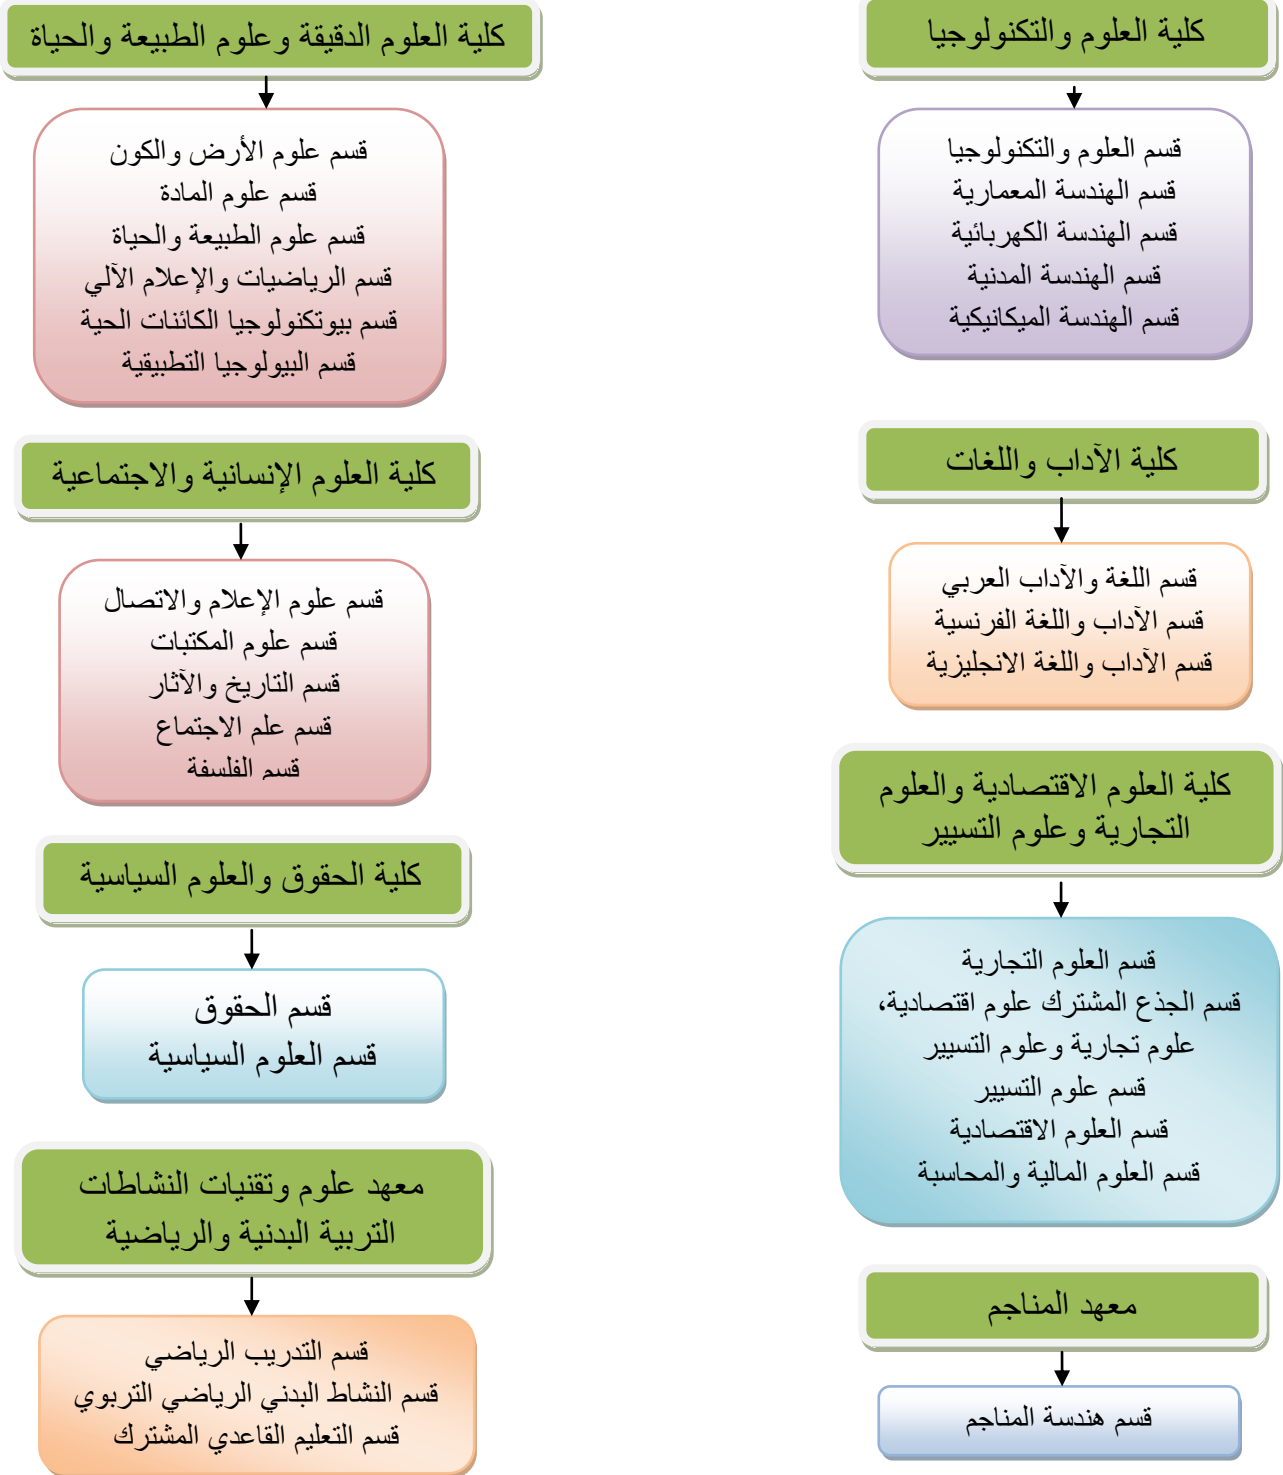 كلية العلوم والتكنولوجيا
قسم العلوم والتكنولوجيا
قسم الهندسة المعمارية
قسم الهندسة الكهربائية
قسم الهندسة المدنية
قسم الهندسة الميكانيكية
كلية العلوم الدقيقة وعلوم الطبيعة والحياة
قسم علوم الأرض والكون
قسم علوم المادة
قسم علوم الطبيعة والحياة
قسم الرياضيات والإعلام الآلي
قسم بيوتكنولوجيا الكائنات الحية
قسم البيولوجيا التطبيقية
كلية الآداب واللغات
قسم اللغة والآداب العربي
قسم الآداب واللغة الفرنسية
قسم الآداب واللغة الانجليزية
كلية العلوم الإنسانية والاجتماعية
قسم علوم الإعلام والاتصال
قسم علوم المكتبات
قسم التاريخ والآثار
قسم علم الاجتماع
قسم الفلسفة
كلية العلوم الاقتصادية والعلوم
التجارية وعلوم التسيير
قسم العلوم التجارية
قسم الجذع المشترك علوم اقتصادية،
علوم تجارية وعلوم التسيير
قسم علوم التسيير
قسم العلوم الاقتصادية
قسم العلوم المالية والمحاسبة
كلية الحقوق والعلوم السياسية
قسم الحقوق
قسم العلوم السياسية
معهد المناجم
قسم هندسة المناجم
معهد علوم وتقنيات النشاطات
التربية البدنية والرياضية
قسم التدريب الرياضي
قسم النشاط البدني الرياضي التربوي
قسم التعليم القاعدي المشترك